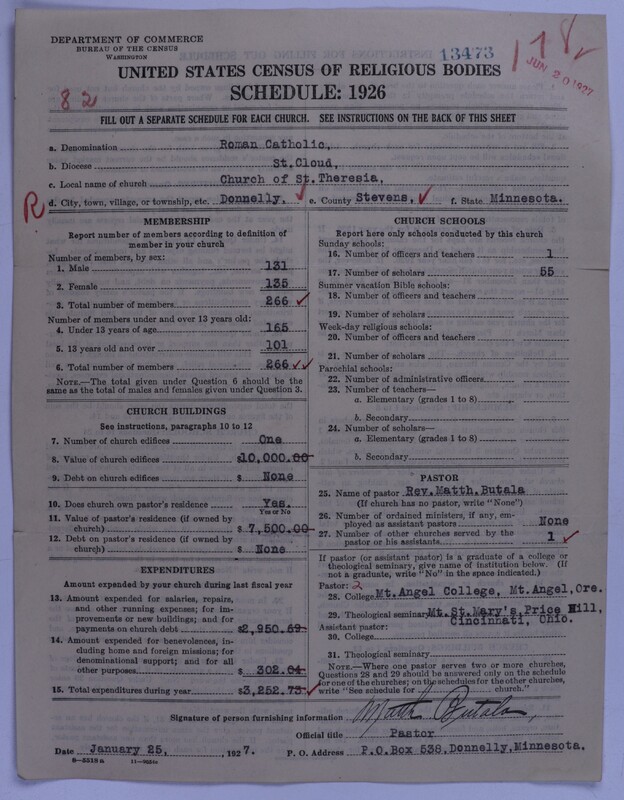 DEPARTMENT OF COMMERCE
BUREAU OF THE CENSUS
WASHINGTON
13473
178
JUN 20 1927
UNITED STATES CENSUS OF RELIGIOUS BODIES
82
SCHEDULE: 1926
FILL OUT A SEPARATE SCHEDULE FOR EACH CHURCH. SEE INSTRUCTIONS ON THE BACK OF THIS SHEET
a. Denomination Roman Catholic,
b. Diocese St.Cloud,
c. Local name of church Church of St.Theresia,
R d. City, town, village, or township, etc. Donnelly, e. County Stevens, f. State Minnesota.
MEMBERSHIP
Report number of members according to definition of
member in your church
Number of members, by sex:
1. Male 131
2. Female 135
3. Total number of members 266
Number of members under and over 13 years old:
4. Under 13 years of age 165
5. 13 years old and over 101
6. Total number of members 266
NOTE.—The total given under Question 6 should be the
same as the total of males and females given under Question 3.
CHURCH BUILDINGS
See instructions, paragraphs 10 to 12
7. Number of church edifices One
8. Value of church edifices $10,000.00
9. Debt on church edifices $ None
10. Does church own pastor's residence Yes.
Yes or No
11. Value of pastor's residence (if owned by
church) $ 7,500.00
12. Debt on pastor's residence (if owned by
church) $ None
EXPENDITURES
Amount expended by your church during last fiscal year
13. Amount expended for salaries, repairs,
and other running expenses; for im-
provements or new buildings; and for
payments on church debt $2,950.69
14. Amount expended for benevolences, in-
cluding home and foreign missions; for
denominational support; and for all
other purposes 302.04
15. Total expenditures during year $3,252.73
CHURCH SCHOOLS
Report here only schools conducted by this church
Sunday schools:
16. Number of officers and teachers 1
17. Number of scholars 55
Summer vacation Bible schools:
18. Number of officers and teachers
19. Number of scholars
Week-day religious schools:
20. Number of officers and teachers
21. Number of scholars
Parochial schools:
22. Number of administrative officers
23. Number of teachers—
a. Elementary (grades 1 to 8)
b. Secondary
24. Number of scholars—
a. Elementary (grades 1 to 8)
b. Secondary
PASTOR
25. Name of pastor Rev.Matth.Butala
(If church has no pastor, write "None")
26. Number of ordained ministers, if any, em-
ployed as assistant pastors None
27. Number of other churches served by the
pastor or his assistants 1
If pastor (or assistant pastor) is a graduate of a college or
theological seminary, give name of institution below. (If
not a graduate, write "No" in the space indicated.)
Pastor: 2
28. College Mt.Angel College, Mt.Angel,Ore.
29. Theological seminary Mt.St.Mary's,Price Hill,
Cincinnati, Ohio.
Assistant pastor:
30. College
31. Theological seminary
NOTE.—Where one pastor serves two or more churches,
Questions 28 and 29 should be answered only on the schedule
for one of the churches; on the schedules for the other churches,
write "See schedule for church."
Signature of person furnishing information Matth Butala,
Official title Pastor
Date January 25, 1927. P. O. Address P.O.Box 538,Donnelly,Minnesota.